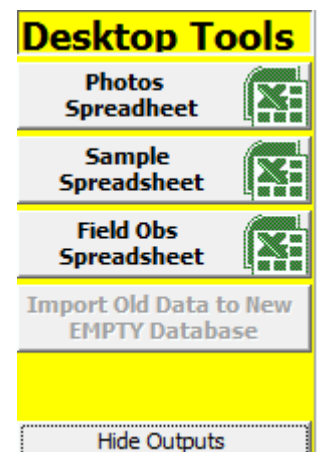 Desktop Tools
Photos
Spreadheet
Sample
Spreadsheet
Field Obs
Spreadsheet
Import Old Data to New
EMPTY Database
Hide Outputs